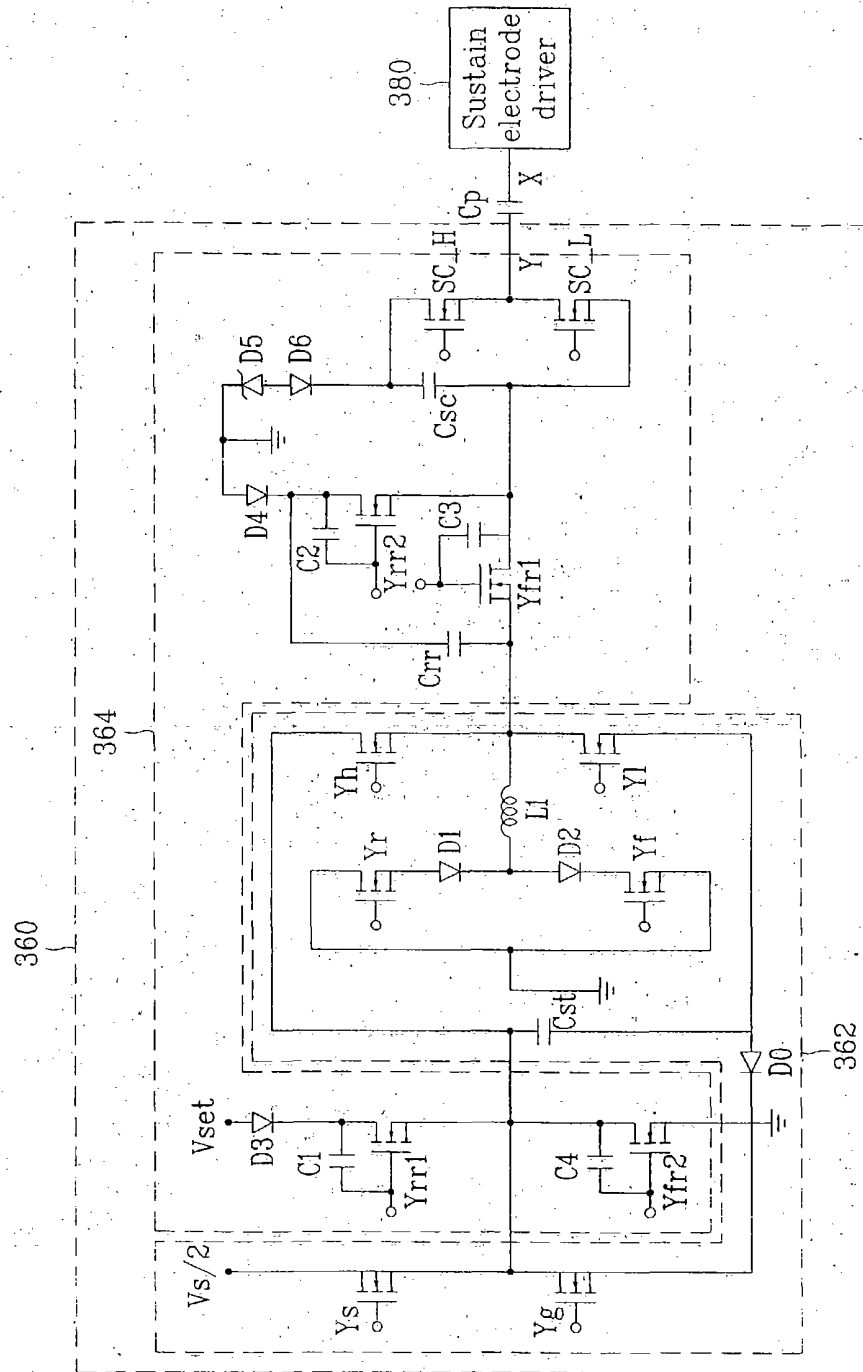 360
364
380
Sustain
electrode
driver
Cp
X
Y
SC_H
SC_L
D5
D6
Csc
D4
C2
Yrr2
C3
Yfr1
Crr
Yh
Yl
Yr
D1
L1
D2
Yf
Cst
D0
362
Vset
D3
C1
Yrr1
C4
Yfr2
Vs/2
Ys
Yg